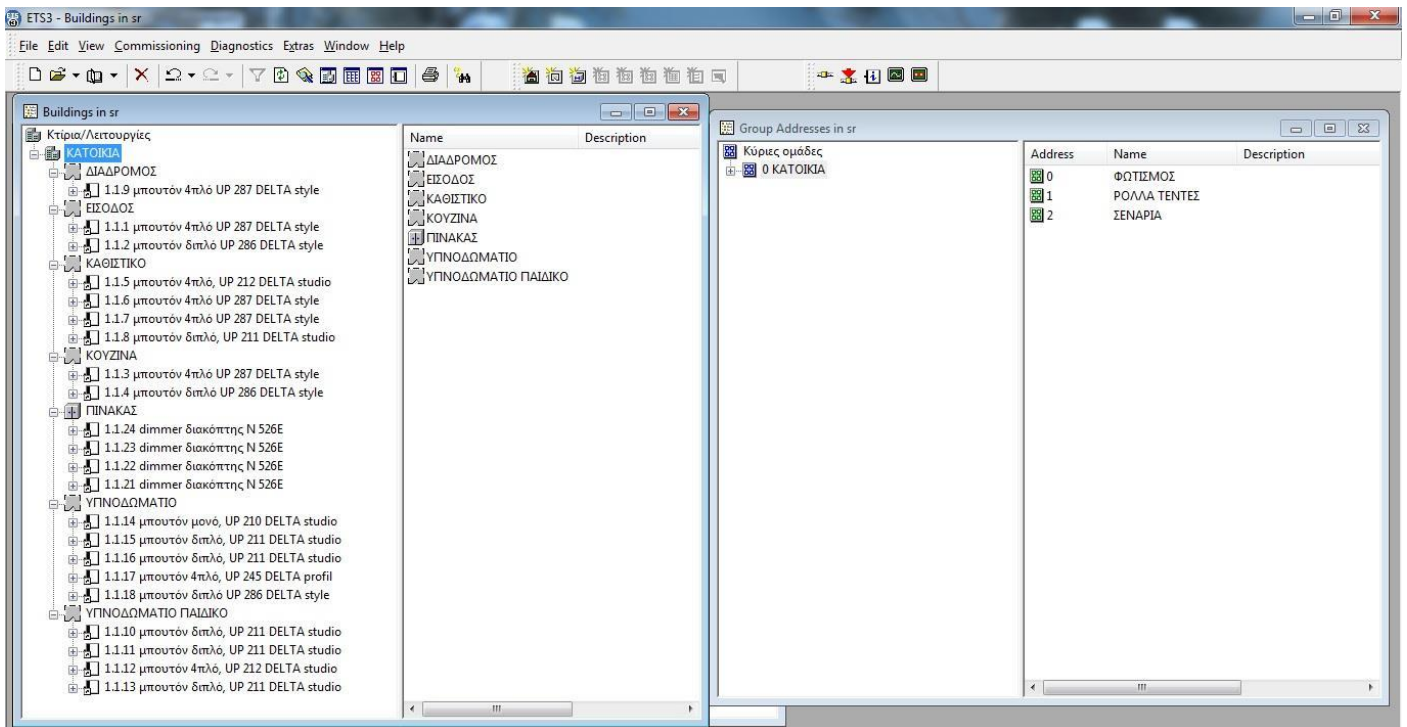 ETS3 - Buildings in sr
File Edit View Commissioning Diagnostics Extras Window Help
Buildings in sr
Κτίρια/Λειτουργίες
ΚΑΤΟΙΚΙΑ
ΔΙΑΔΡΟΜΟΣ
1.1.9 μπουτόν 4πλό UP 287 DELTA style
ΕΙΣΟΔΟΣ
1.1.1 μπουτόν 4πλό UP 287 DELTA style
1.1.2 μπουτόν διπλό UP 286 DELTA style
ΚΑΘΙΣΤΙΚΟ
1.1.5 μπουτόν 4πλό, UP 212 DELTA studio
1.1.6 μπουτόν 4πλό UP 287 DELTA style
1.1.7 μπουτόν 4πλό UP 287 DELTA style
1.1.8 μπουτόν διπλό, UP 211 DELTA studio
ΚΟΥΖΙΝΑ
1.1.3 μπουτόν 4πλό UP 287 DELTA style
1.1.4 μπουτόν διπλό UP 286 DELTA style
ΠΙΝΑΚΑΣ
1.1.24 dimmer διακόπτης N 526E
1.1.23 dimmer διακόπτης N 526E
1.1.22 dimmer διακόπτης N 526E
1.1.21 dimmer διακόπτης N 526E
ΥΠΝΟΔΩΜΑΤΙΟ
1.1.14 μπουτόν μονό, UP 210 DELTA studio
1.1.15 μπουτόν διπλό, UP 211 DELTA studio
1.1.16 μπουτόν διπλό, UP 211 DELTA studio
1.1.17 μπουτόν 4πλό, UP 245 DELTA profil
1.1.18 μπουτόν διπλό UP 286 DELTA style
ΥΠΝΟΔΩΜΑΤΙΟ ΠΑΙΔΙΚΟ
1.1.10 μπουτόν διπλό, UP 211 DELTA studio
1.1.11 μπουτόν διπλό, UP 211 DELTA studio
1.1.12 μπουτόν 4πλό, UP 212 DELTA studio
1.1.13 μπουτόν διπλό, UP 211 DELTA studio
Name Description
ΔΙΑΔΡΟΜΟΣ
ΕΙΣΟΔΟΣ
ΚΑΘΙΣΤΙΚΟ
ΚΟΥΖΙΝΑ
ΠΙΝΑΚΑΣ
ΥΠΝΟΔΩΜΑΤΙΟ
ΥΠΝΟΔΩΜΑΤΙΟ ΠΑΙΔΙΚΟ
Group Addresses in sr
Κύριες ομάδες
0 ΚΑΤΟΙΚΙΑ
Address Name Description
0 ΦΩΤΙΣΜΟΣ
1 ΡΟΛΛΑ ΤΕΝΤΕΣ
2 ΣΕΝΑΡΙΑ